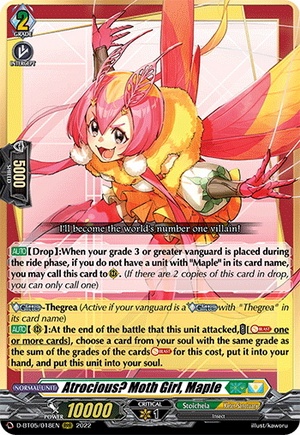 2
GRADE
INTERCEPT
5000
SHIELD
I'll become the world's number one villain!
AUTO [Drop]:When your grade 3 or greater vanguard is placed
during the ride phase, if you do not have a unit with "Maple" in its card name,
you may call this card to . (If there are 2 copies of this card in drop,
you can only call one)
-Thegrea (Active if your vanguard is a with "Thegrea" in
its card name)
AUTO :At the end of the battle that this unit attacked, [ one
or more cards], choose a card from your soul with the same grade as
the sum of the grades of the cards for this cost, put it into your
hand, and put this unit into your soul.
NORMAL UNIT
Atrocious? Moth Girl, Maple
POWER
10000
CRITICAL
1
Stoicheia
Insect
D-BT05/018EN RRR 2022
illust/kaworu